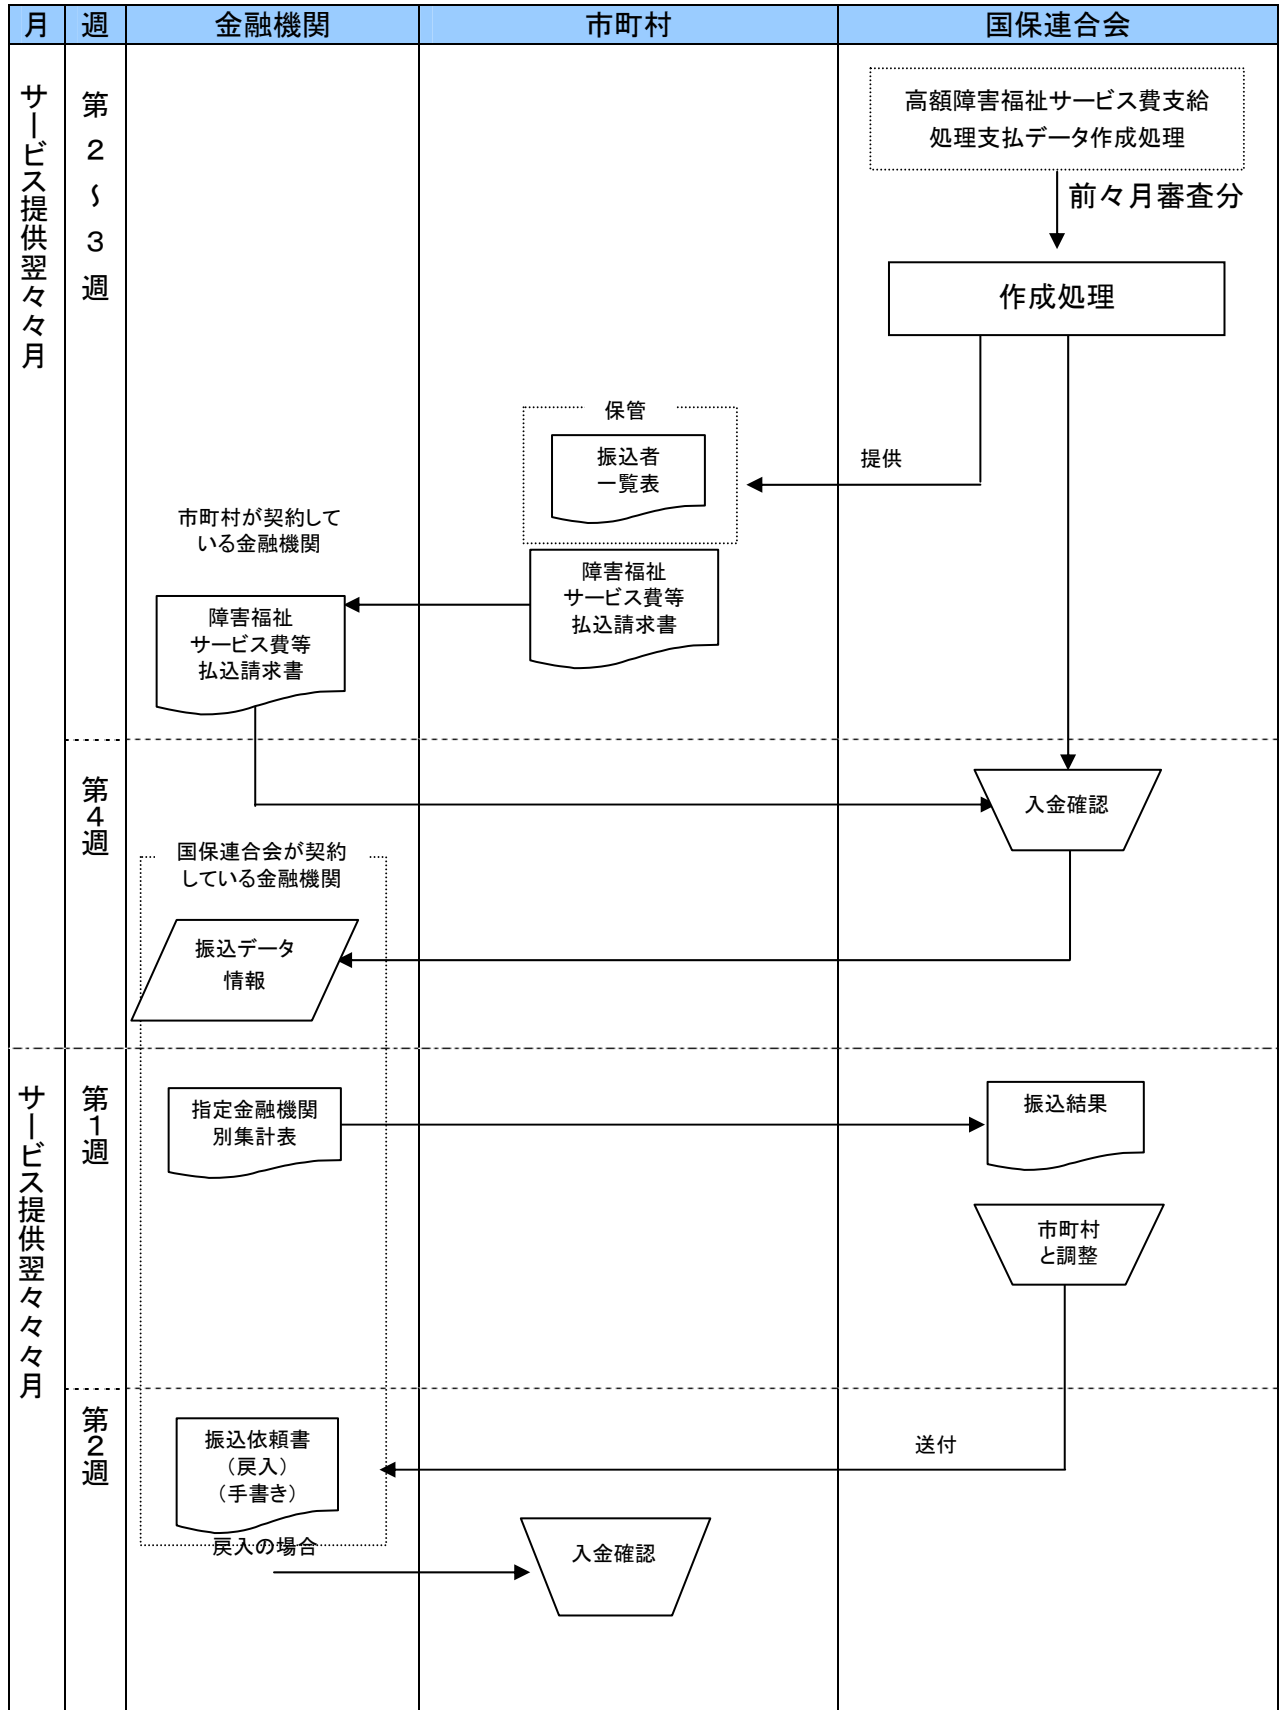 月 週 金融機関 市町村 国保連合会
サービス提供翌々月
第２～３週
高額障害福祉サービス費支給
処理支払データ作成処理
前々月審査分
作成処理
保管
振込者
一覧表
提供
市町村が契約して
いる金融機関
障害福祉
サービス費等
払込請求書
障害福祉
サービス費等
払込請求書
第４週
入金確認
国保連合会が契約
している金融機関
振込データ
情報
サービス提供翌々々月
第１週
指定金融機関
別集計表
振込結果
市町村
と調整
第２週
振込依頼書
（戻入）
（手書き）
送付
戻入の場合
入金確認